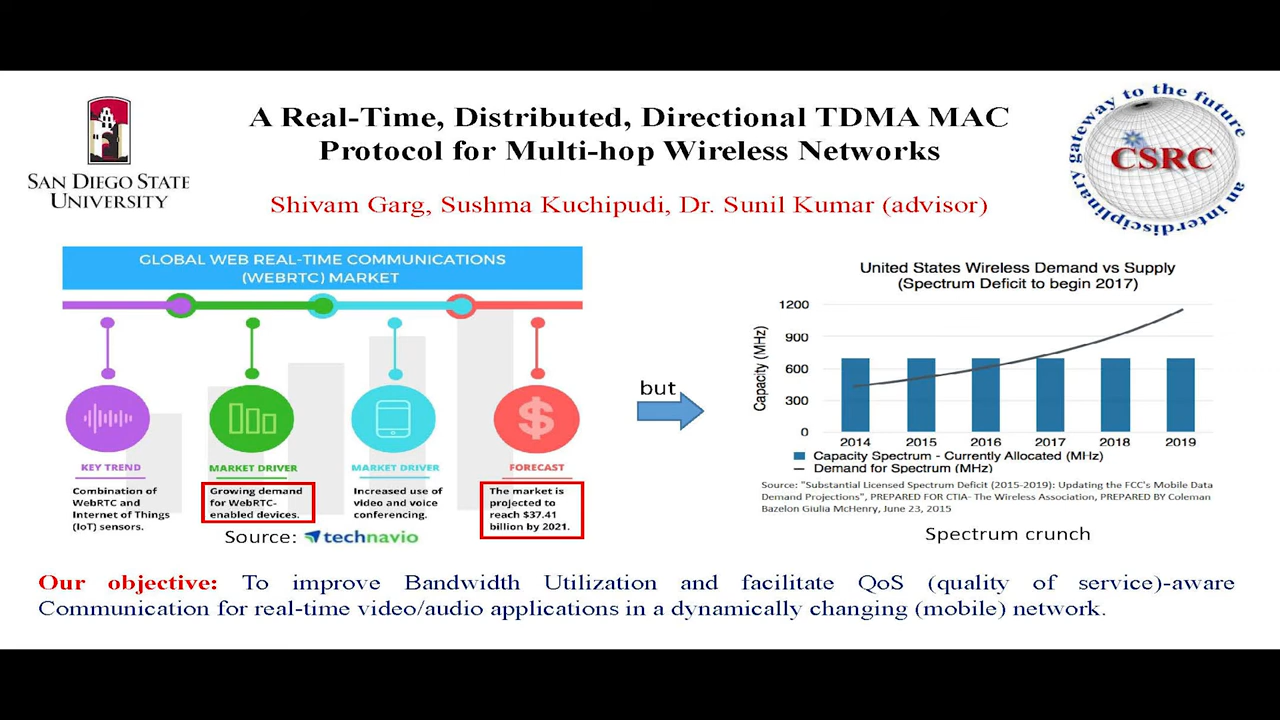 SAN DIEGO STATE
UNIVERSITY
A Real-Time, Distributed, Directional TDMA MAC
Protocol for Multi-hop Wireless Networks
Shivam Garg, Sushma Kuchipudi, Dr. Sunil Kumar (advisor)
gateway to the future
CSRC
an interdisciplinary
GLOBAL WEB REAL-TIME COMMUNICATIONS
(WEBRTC) MARKET
KEY TREND
Combination of
WebRTC and
Internet of Things
(IoT) sensors.
MARKET DRIVER
Growing demand
for WebRTC-
enabled devices.
MARKET DRIVER
Increased use of
video and voice
conferencing.
FORECAST
The market is
projected to
reach $37.41
billion by 2021.
Source: technavio
but
United States Wireless Demand vs Supply
(Spectrum Deficit to begin 2017)
Capacity (MHz)
1200
900
600
300
0
2014 2015 2016 2017 2018 2019
Capacity Spectrum - Currently Allocated (MHz)
Demand for Spectrum (MHz)
Source: "Substantial Licensed Spectrum Deficit (2015-2019): Updating the FCC's Mobile Data
Demand Projections", PREPARED FOR CTIA- The Wireless Association, PREPARED BY Coleman
Bazelon Giulia McHenry, June 23, 2015
Spectrum crunch
Our objective: To improve Bandwidth Utilization and facilitate QoS (quality of service)-aware
Communication for real-time video/audio applications in a dynamically changing (mobile) network.